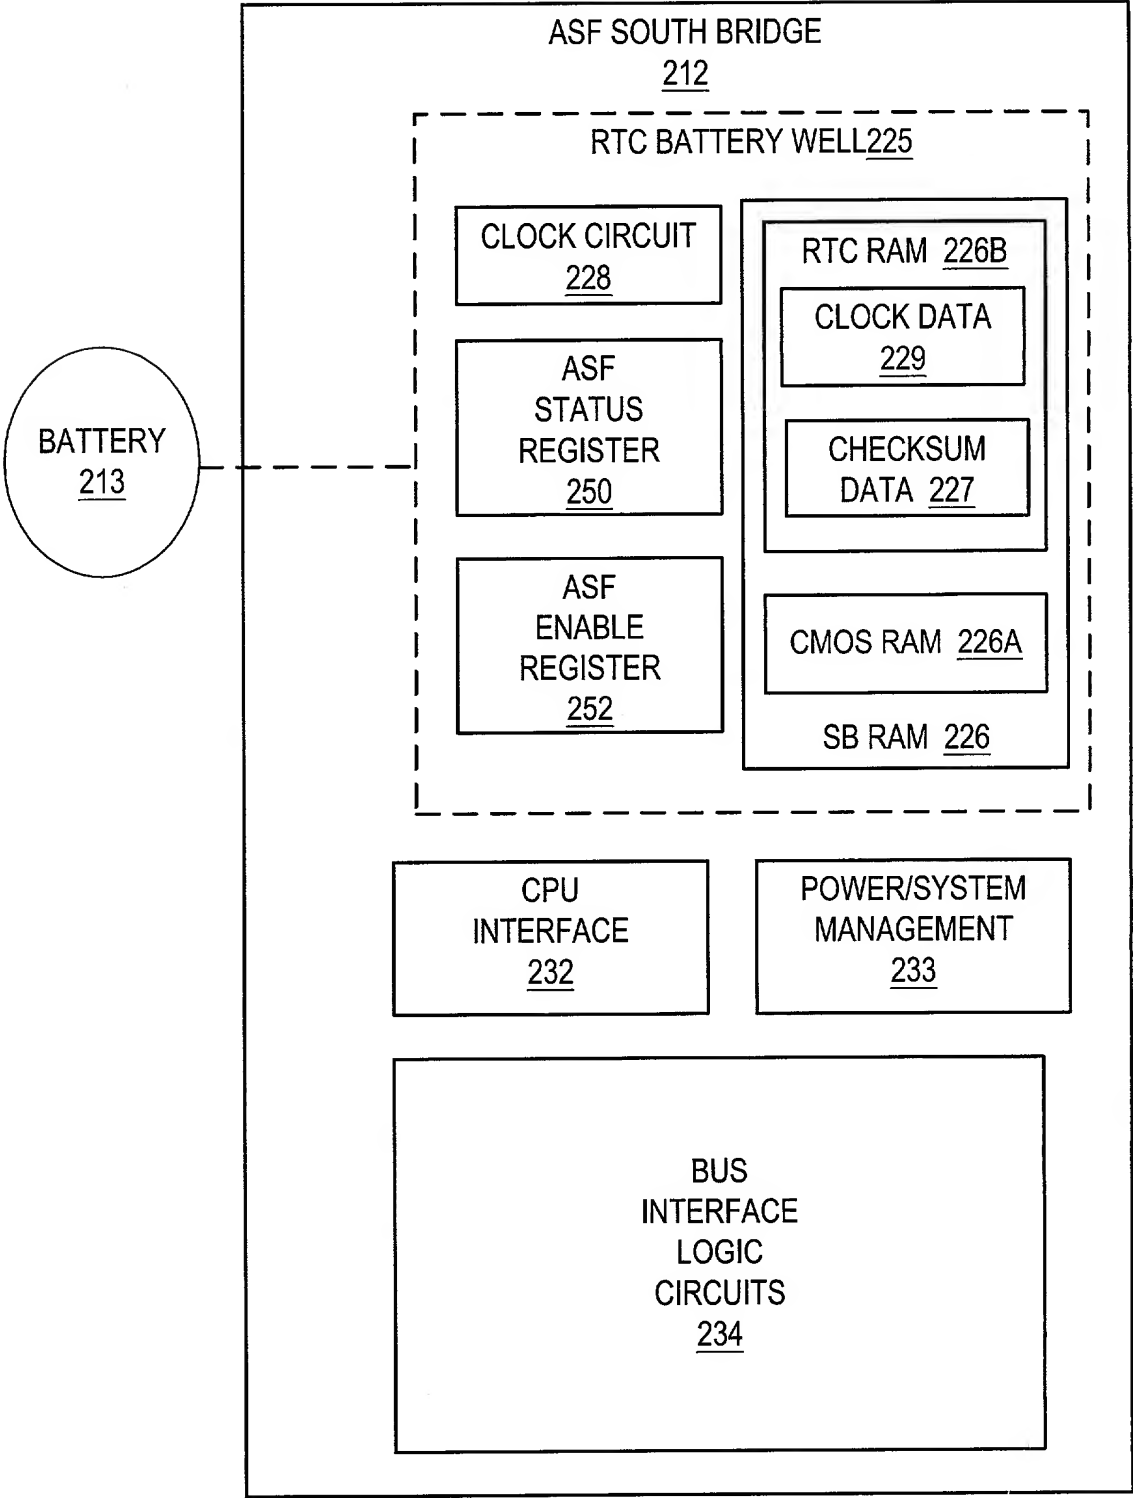 ASF SOUTH BRIDGE
212
RTC BATTERY WELL225
CLOCK CIRCUIT
228
ASF
STATUS
REGISTER
250
ASF
ENABLE
REGISTER
252
RTC RAM 226B
CLOCK DATA
229
CHECKSUM
DATA 227
CMOS RAM 226A
SB RAM 226
BATTERY
213
CPU
INTERFACE
232
POWER/SYSTEM
MANAGEMENT
233
BUS
INTERFACE
LOGIC
CIRCUITS
234